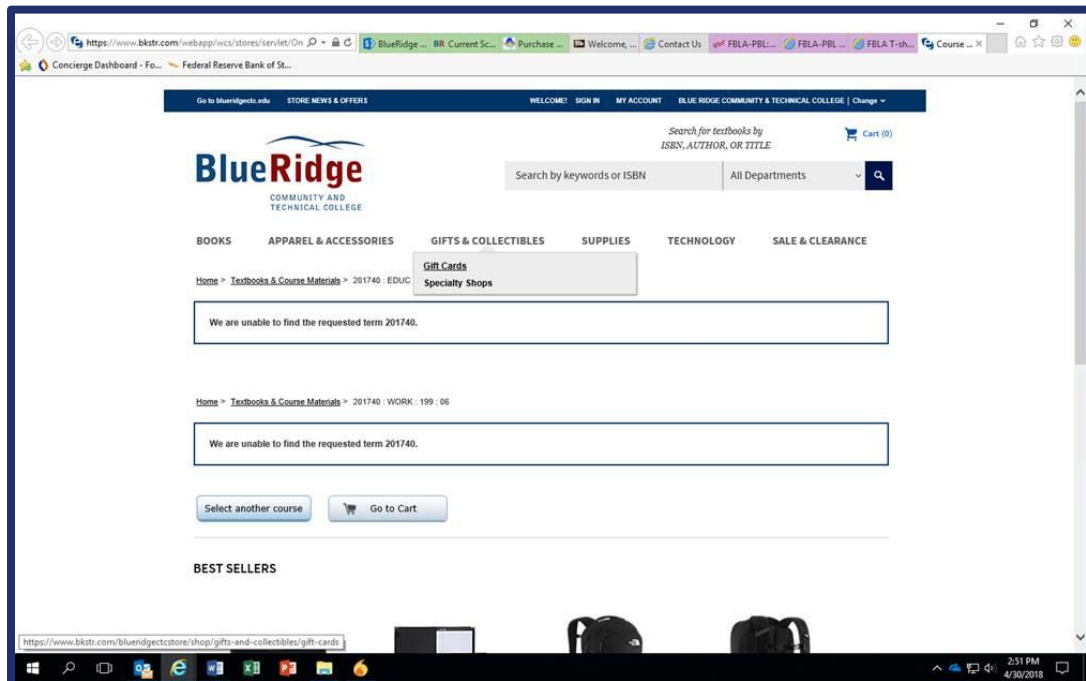 https://www.bkstr.com/webapp/wcs/stores/servlet/On
BlueRidge ...
BR Current Sc...
Purchase ...
Welcome, ...
Contact Us
FBLA-PBL:...
FBLA-PBL ...
FBLA T-sh...
Course ...
Concierge Dashboard - Fo...
Federal Reserve Bank of St...
Go to blueridgectc.edu STORE NEWS & OFFERS WELCOME! SIGN IN MY ACCOUNT BLUE RIDGE COMMUNITY & TECHNICAL COLLEGE | Change
Search for textbooks by
ISBN, AUTHOR, OR TITLE
Cart (0)
BlueRidge
COMMUNITY AND
TECHNICAL COLLEGE
Search by keywords or ISBN All Departments
BOOKS APPAREL & ACCESSORIES GIFTS & COLLECTIBLES SUPPLIES TECHNOLOGY SALE & CLEARANCE
Gift Cards
Specialty Shops
Home > Textbooks & Course Materials > 201740 : EDUC
We are unable to find the requested term 201740.
Home > Textbooks & Course Materials > 201740 : WORK : 199 : 06
We are unable to find the requested term 201740.
Select another course Go to Cart
BEST SELLERS
https://www.bkstr.com/blueridgectcstore/shop/gifts-and-collectibles/gift-cards
2:51 PM
4/30/2018